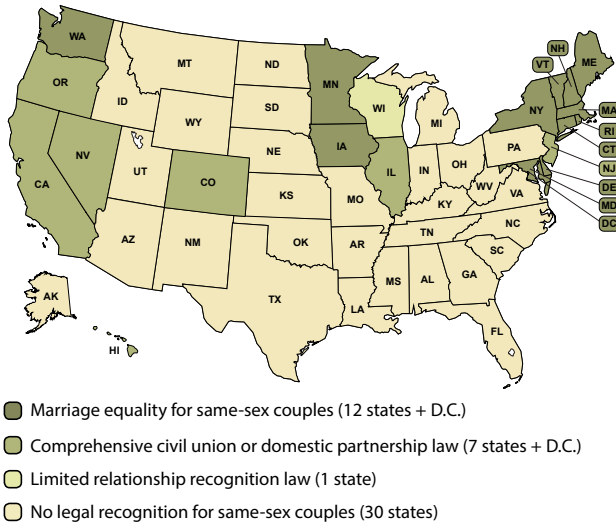 WA
MT
ND
MN
OR
ID
SD
WI
MI
NH
VT
ME
NY
MA
RI
CT
NJ
DE
MD
DC
WY
NE
IA
PA
NV
UT
CO
IL
IN
OH
CA
KS
MO
WV
VA
KY
NC
AZ
NM
OK
AR
TN
SC
MS
AL
GA
AK
TX
LA
FL
HI
Marriage equality for same-sex couples (12 states + D.C.)
Comprehensive civil union or domestic partnership law (7 states + D.C.)
Limited relationship recognition law (1 state)
No legal recognition for same-sex couples (30 states)